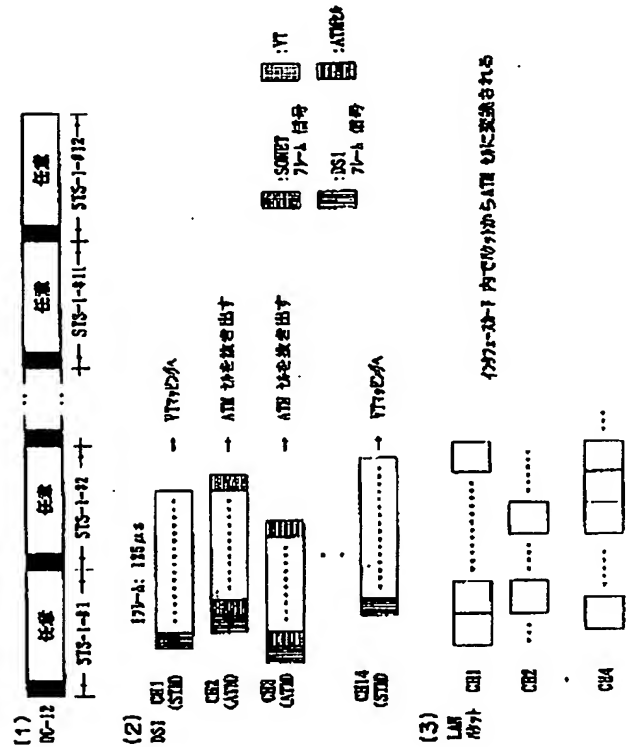 (1)
OC-12
任意
任意
任意
任意
STS-1-#1
STS-1-#2
STS-1-#11
STS-1-#12
(2)
DS1
1フレーム: 125μs
CH1
(STM)
→ VTマッピングへ
CH2
(ATM)
→ ATM セルを抜き出す
CH3
(ATM)
→ ATM セルを抜き出す
CH14
(STM)
→ VTマッピングへ
:SONET
フレーム 信号
:VT
:DS1
フレーム 信号
:ATMセル
(3)
LAN
パケット
CH1
CH2
CH4
インタフェースカード 内でパケットからATM セルに変換される